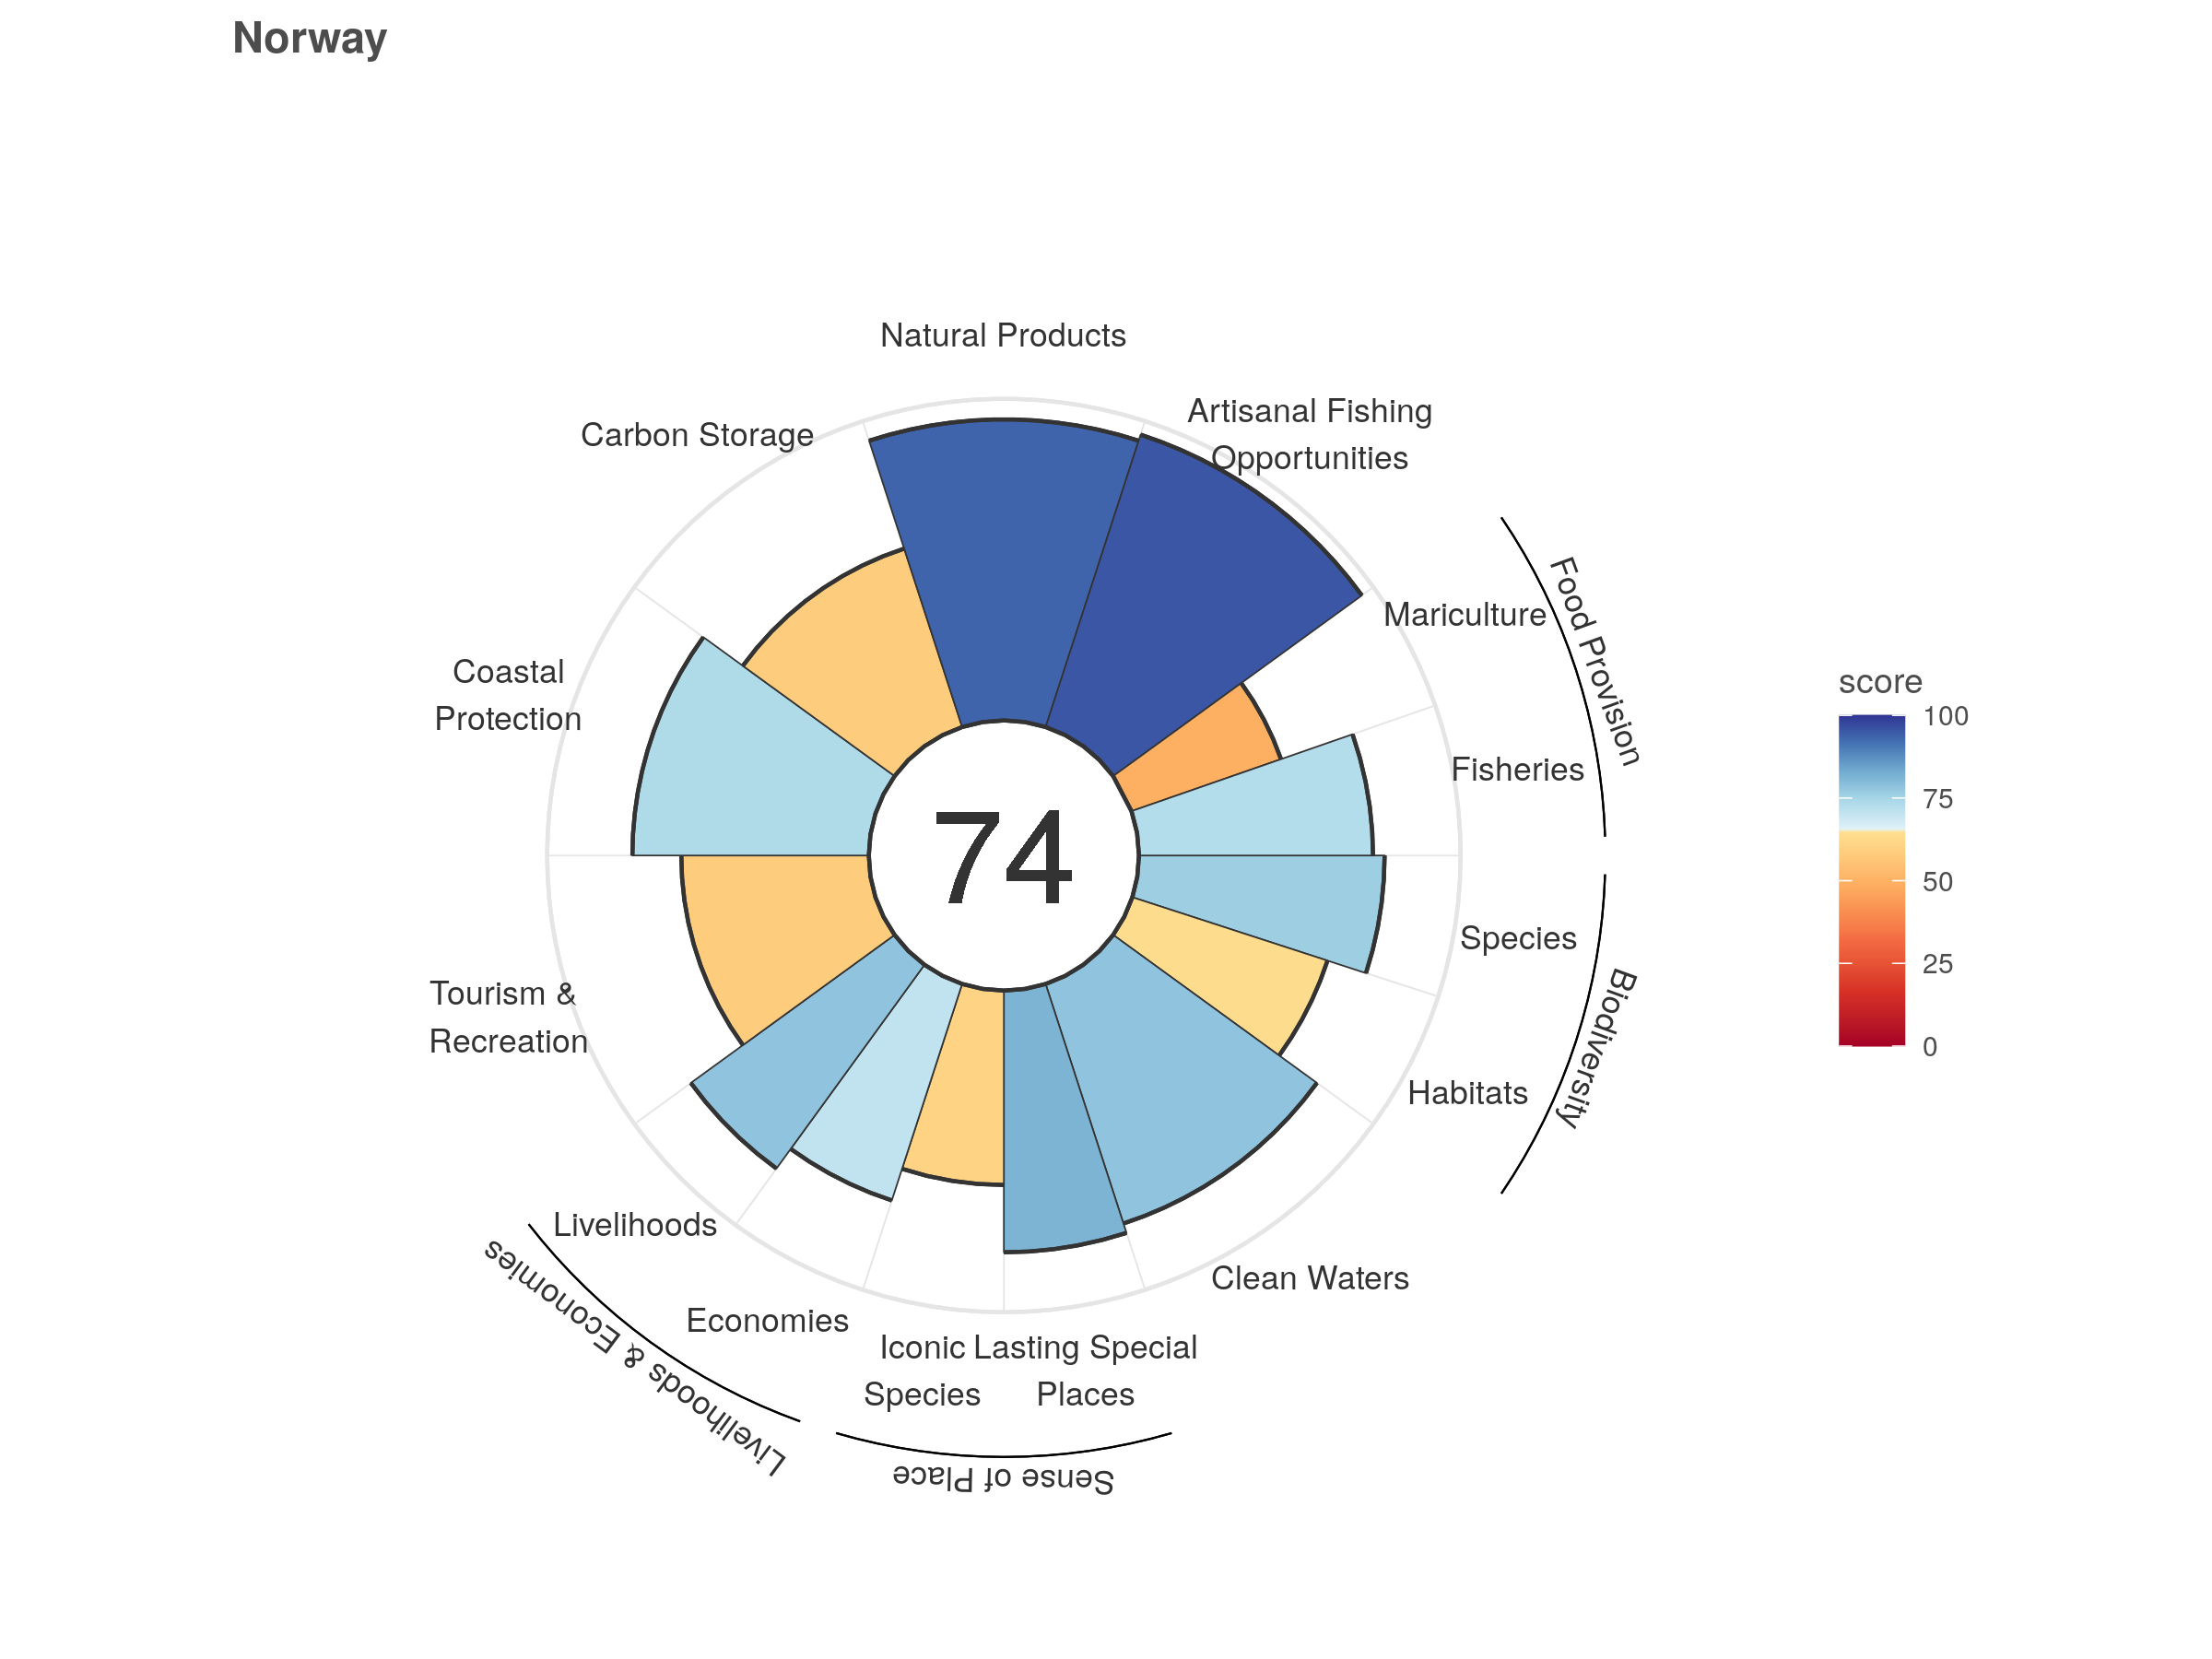 Norway
Natural Products
Artisanal Fishing
Opportunities
Carbon Storage
Mariculture
Food Provision
Fisheries
Coastal
Protection
74
score
100
75
50
25
0
Species
Biodiversity
Habitats
Tourism &
Recreation
Livelihoods
Economies
Livelihoods & Economies
Iconic
Species
Lasting Special
Places
Sense of Place
Clean Waters